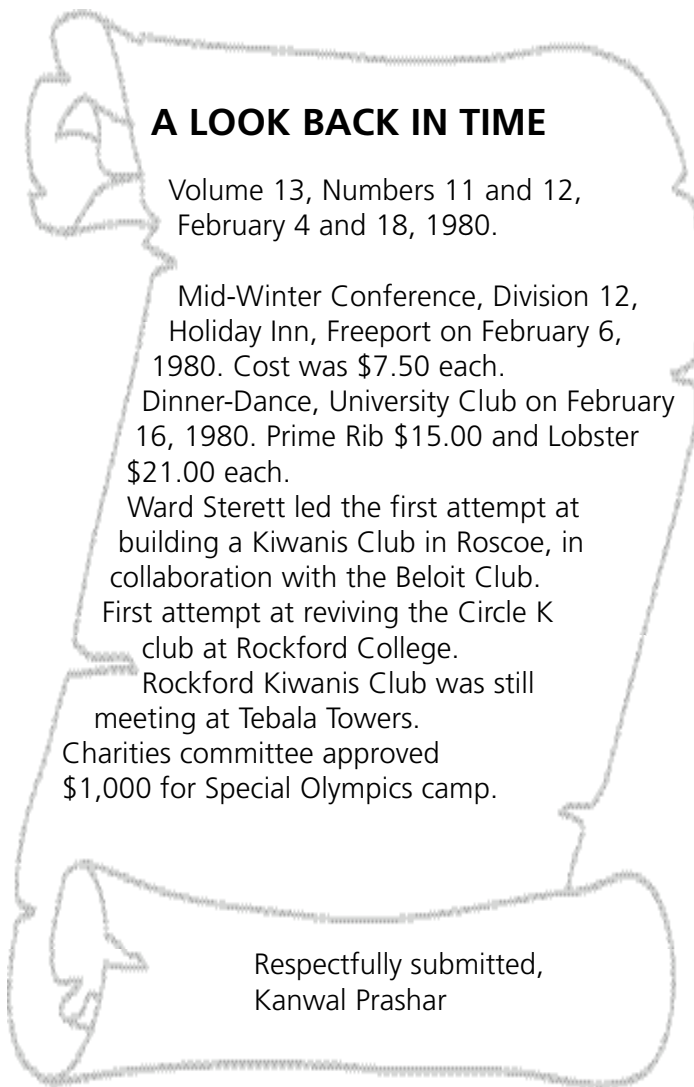 A LOOK BACK IN TIME
Volume 13, Numbers 11 and 12,
February 4 and 18, 1980.
Mid-Winter Conference, Division 12,
Holiday Inn, Freeport on February 6,
1980. Cost was $7.50 each.
Dinner-Dance, University Club on February
16, 1980. Prime Rib $15.00 and Lobster
$21.00 each.
Ward Sterett led the first attempt at
building a Kiwanis Club in Roscoe, in
collaboration with the Beloit Club.
First attempt at reviving the Circle K
club at Rockford College.
Rockford Kiwanis Club was still
meeting at Tebala Towers.
Charities committee approved
$1,000 for Special Olympics camp.
Respectfully submitted,
Kanwal Prashar